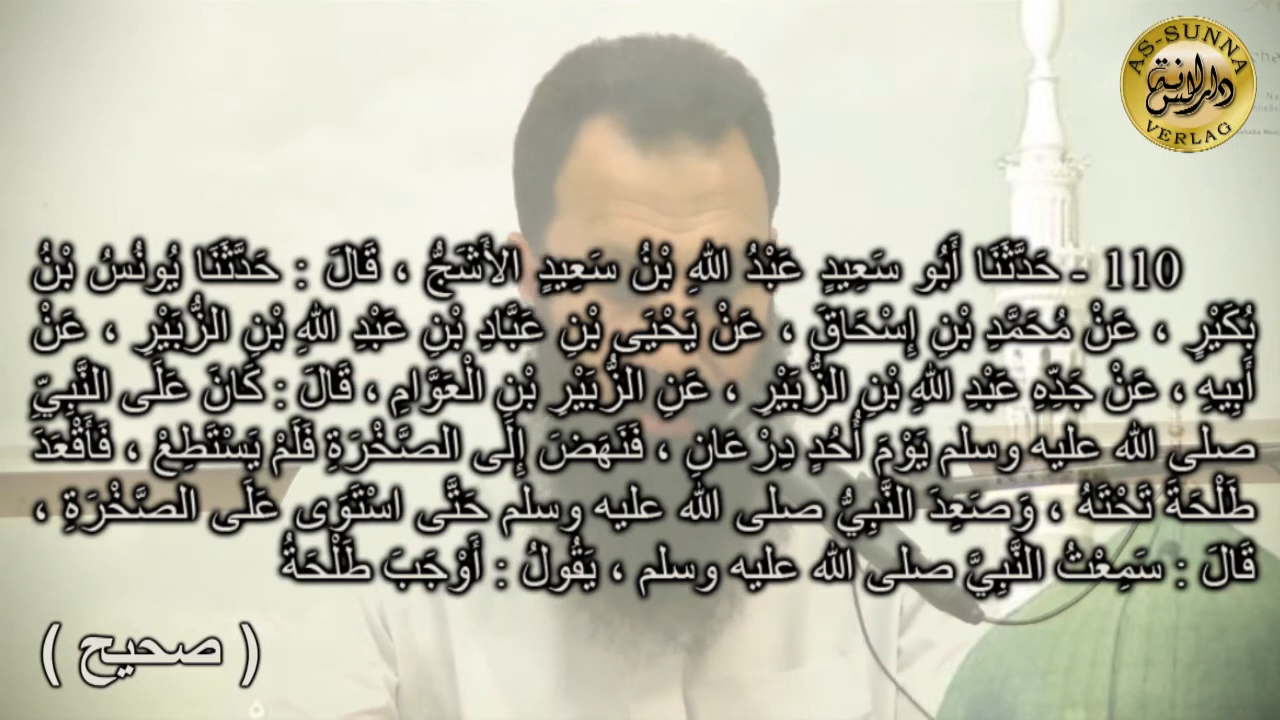 AS-SUNNA
دار السنة
VERLAG
110 - حَدَّثَنَا أَبُو سَعِيدٍ عَبْدُ اللهِ بْنُ سَعِيدٍ الأَشَجُّ ، قَالَ : حَدَّثَنَا يُونُسُ بْنُ
بُكَيْرٍ ، عَنْ مُحَمَّدِ بْنِ إِسْحَاقَ ، عَنْ يَحْيَى بْنِ عَبَّادِ بْنِ عَبْدِ اللهِ بْنِ الزُّبَيْرِ ، عَنْ
أَبِيهِ ، عَنْ جَدِّهِ عَبْدِ اللهِ بْنِ الزُّبَيْرِ ، عَنِ الزُّبَيْرِ بْنِ الْعَوَّامِ ، قَالَ : كَانَ عَلَى النَّبِيِّ
صلى الله عليه وسلم يَوْمَ أُحُدٍ دِرْعَانِ ، فَنَهَضَ إِلَى الصَّخْرَةِ فَلَمْ يَسْتَطِعْ ، فَأَقْعَدَ
طَلْحَةَ تَحْتَهُ ، وَصَعِدَ النَّبِيُّ صلى الله عليه وسلم حَتَّى اسْتَوَى عَلَى الصَّخْرَةِ ،
قَالَ : سَمِعْتُ النَّبِيَّ صلى الله عليه وسلم ، يَقُولُ : أَوْجَبَ طَلْحَةُ
( صحيح )